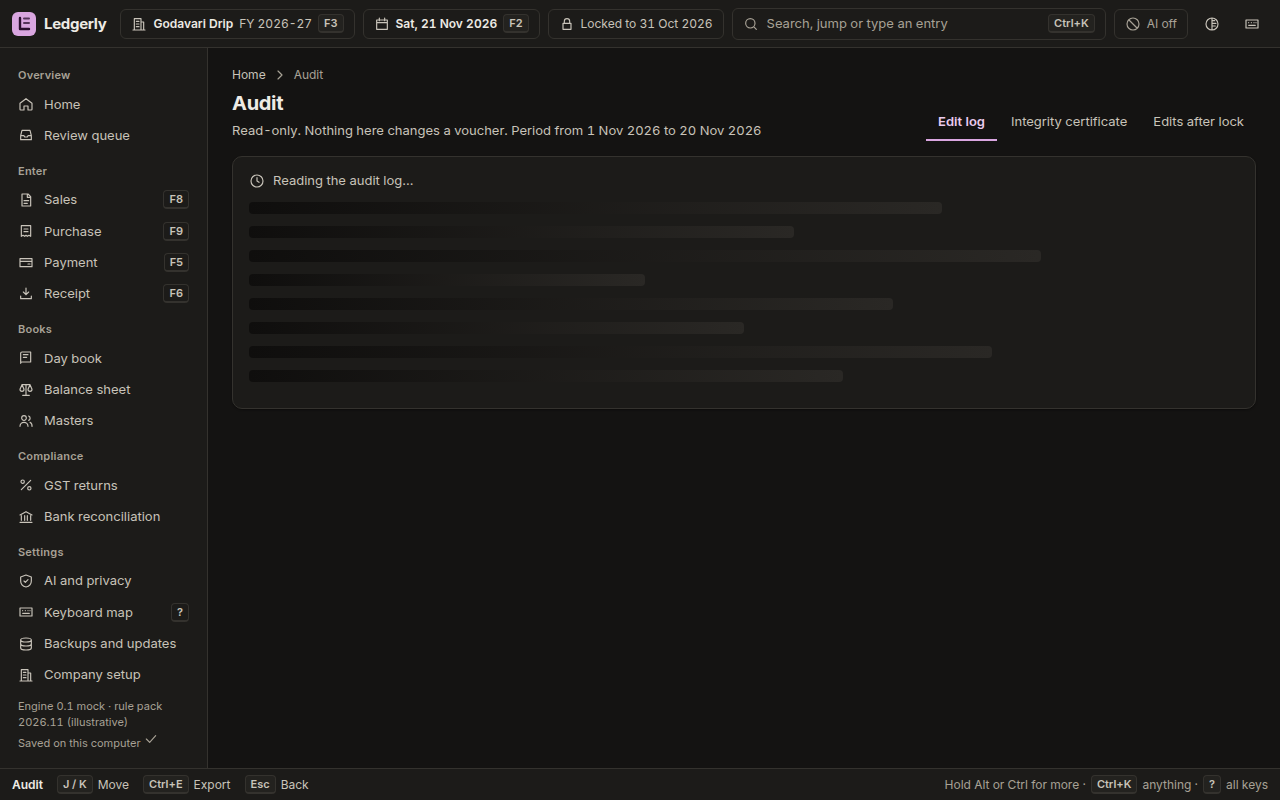 Ledgerly
Godavari Drip FY 2026-27 F3
Sat, 21 Nov 2026 F2
Locked to 31 Oct 2026
Search, jump or type an entry Ctrl+K
AI off
Overview
Home
Review queue
Enter
Sales F8
Purchase F9
Payment F5
Receipt F6
Books
Day book
Balance sheet
Masters
Compliance
GST returns
Bank reconciliation
Settings
AI and privacy
Keyboard map ?
Backups and updates
Company setup
Engine 0.1 mock · rule pack
2026.11 (illustrative)
Saved on this computer
Home > Audit
Audit
Read-only. Nothing here changes a voucher. Period from 1 Nov 2026 to 20 Nov 2026
Edit log Integrity certificate Edits after lock
Reading the audit log...
Audit J / K Move Ctrl+E Export Esc Back
Hold Alt or Ctrl for more · Ctrl+K anything · ? all keys